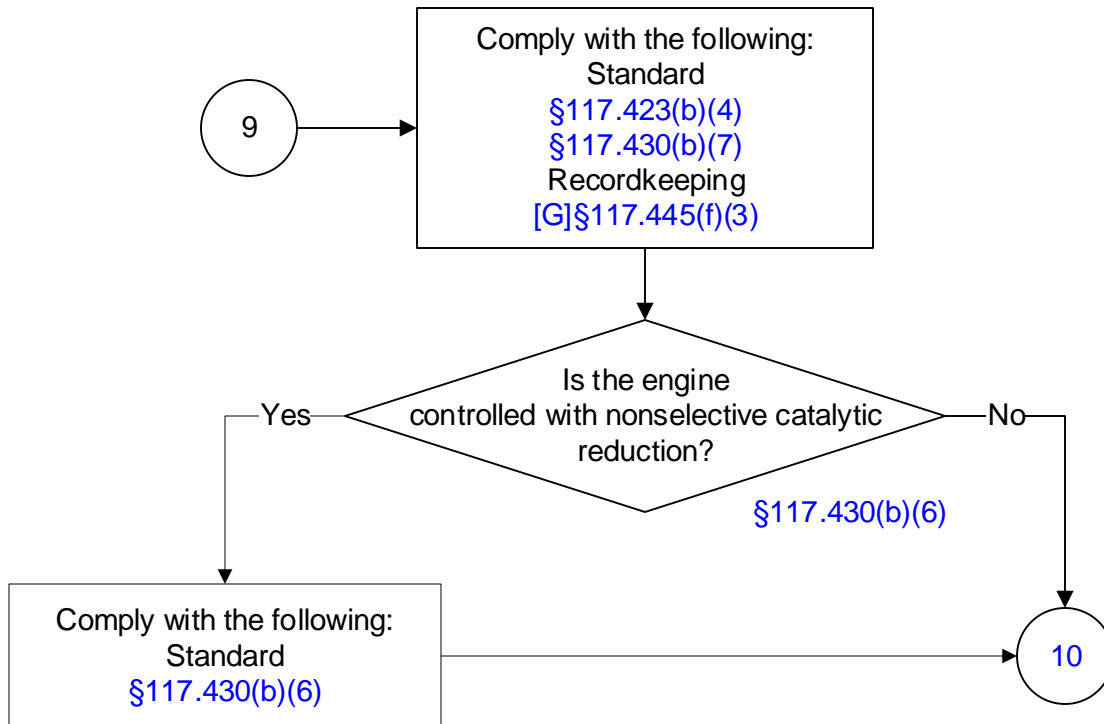 9
Comply with the following:
Standard
§117.423(b)(4)
§117.430(b)(7)
Recordkeeping
[G]§117.445(f)(3)
Is the engine
controlled with nonselective catalytic
reduction?
Yes
No
§117.430(b)(6)
Comply with the following:
Standard
§117.430(b)(6)
10